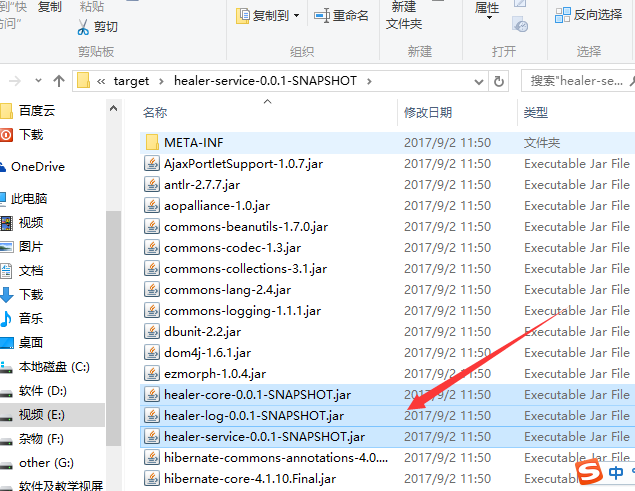 到"快 复制
访问"
粘贴
剪切
剪贴板
复制到
重命名
组织
新建
文件夹
新建
属性
打开
反向选择
选择
« target > healer-service-0.0.1-SNAPSHOT >
搜索"healer-se...
名称 修改日期 类型
百度云
下载
OneDrive
此电脑
视频
图片
文档
下载
音乐
桌面
本地磁盘 (C:)
软件 (D:)
视频 (E:)
杂物 (F:)
other (G:)
软件及教学视屏
META-INF 2017/9/2 11:50 文件夹
AjaxPortletSupport-1.0.7.jar 2017/9/2 11:50 Executable Jar File
antlr-2.7.7.jar 2017/9/2 11:50 Executable Jar File
aopalliance-1.0.jar 2017/9/2 11:50 Executable Jar File
commons-beanutils-1.7.0.jar 2017/9/2 11:50 Executable Jar File
commons-codec-1.3.jar 2017/9/2 11:50 Executable Jar File
commons-collections-3.1.jar 2017/9/2 11:50 Executable Jar File
commons-lang-2.4.jar 2017/9/2 11:50 Executable Jar File
commons-logging-1.1.1.jar 2017/9/2 11:50 Executable Jar File
dbunit-2.2.jar 2017/9/2 11:50 Executable Jar File
dom4j-1.6.1.jar 2017/9/2 11:50 Executable Jar File
ezmorph-1.0.4.jar 2017/9/2 11:50 Executable Jar File
healer-core-0.0.1-SNAPSHOT.jar 2017/9/2 11:50 Executable Jar File
healer-log-0.0.1-SNAPSHOT.jar 2017/9/2 11:50 Executable Jar File
healer-service-0.0.1-SNAPSHOT.jar 2017/9/2 11:50 Executable Jar File
hibernate-commons-annotations-4.0.... 2017/9/2 11:50 Executable Jar File
hibernate-core-4.1.10.Final.jar 2017/9/2 11:50
S 中